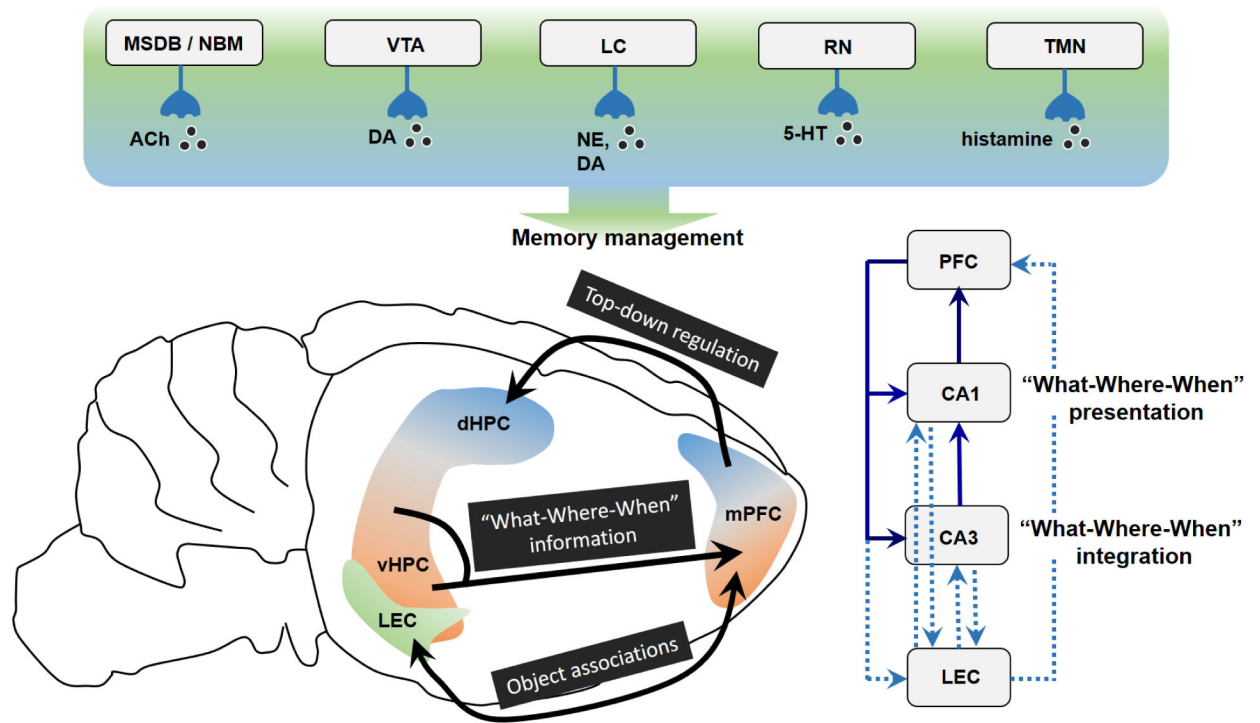 MSDB / NBM
VTA
LC
RN
TMN
ACh
DA
NE,
DA
5-HT
histamine
Memory management
Top-down regulation
dHPC
"What-Where-When"
information
mPFC
vHPC
LEC
Object associations
PFC
CA1
"What-Where-When"
presentation
CA3
"What-Where-When"
integration
LEC